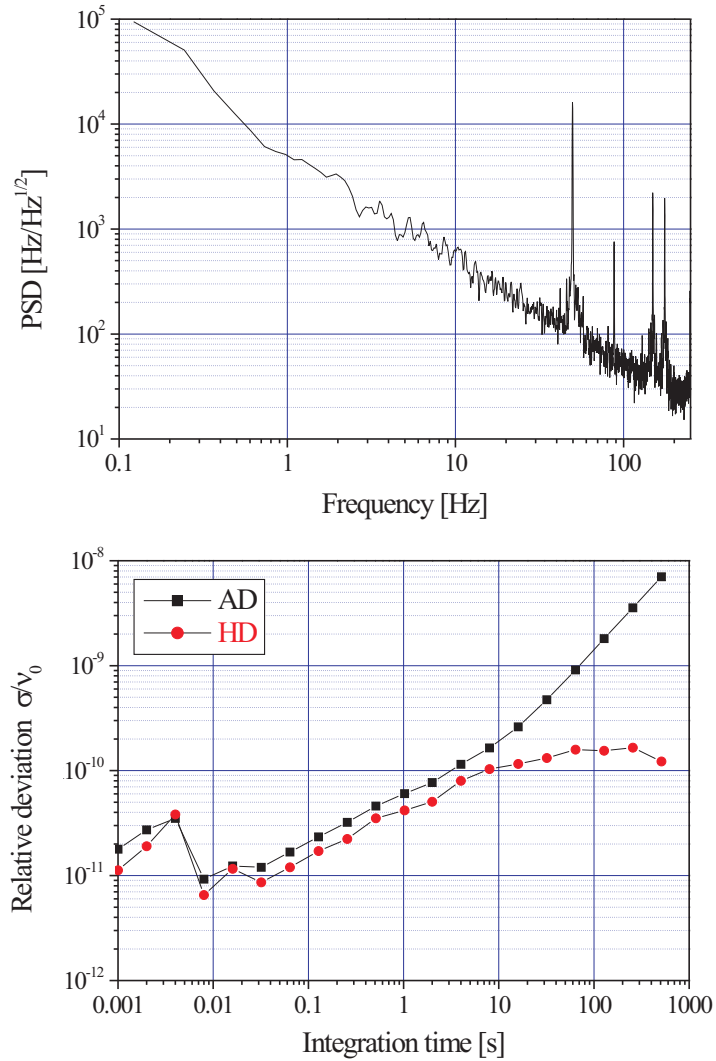 10^5
10^4
10^3
10^2
10^1
PSD [Hz/Hz^{1/2}]
0.1 1 10 100
Frequency [Hz]
10^-8
10^-9
10^-10
10^-11
10^-12
Relative deviation σ/ν₀
AD
HD
0.001 0.01 0.1 1 10 100 1000
Integration time [s]